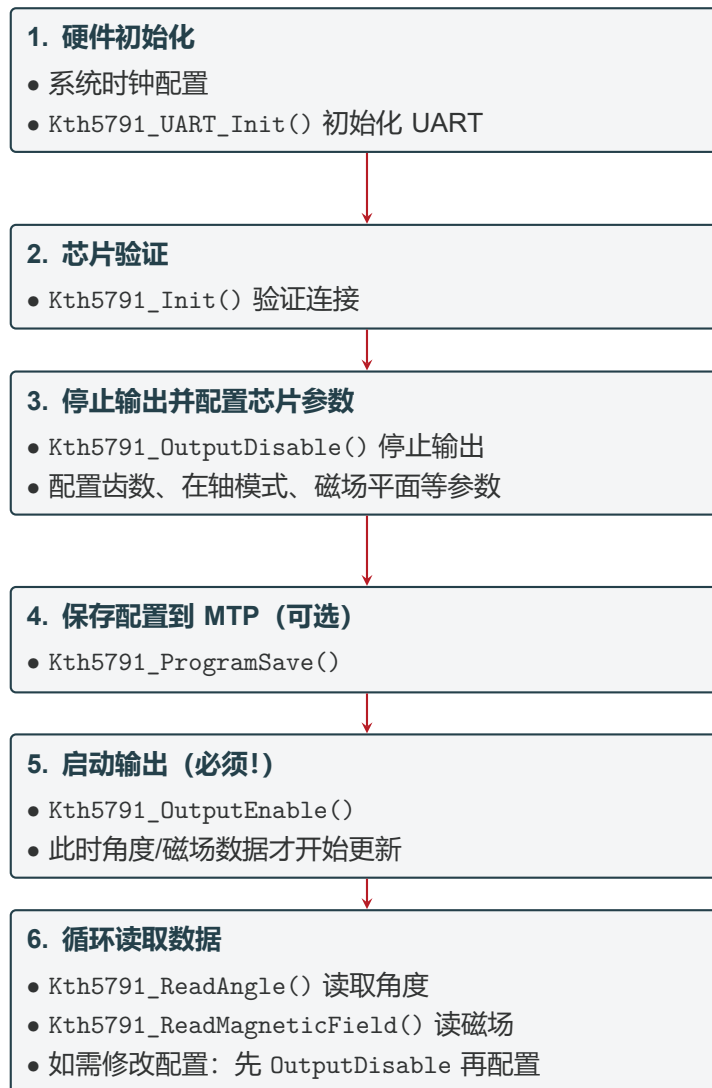 1. 硬件初始化
• 系统时钟配置
• Kth5791_UART_Init() 初始化 UART
2. 芯片验证
• Kth5791_Init() 验证连接
3. 停止输出并配置芯片参数
• Kth5791_OutputDisable() 停止输出
• 配置齿数、在轴模式、磁场平面等参数
4. 保存配置到 MTP（可选）
• Kth5791_ProgramSave()
5. 启动输出（必须！）
• Kth5791_OutputEnable()
• 此时角度/磁场数据才开始更新
6. 循环读取数据
• Kth5791_ReadAngle() 读取角度
• Kth5791_ReadMagneticField() 读磁场
• 如需修改配置：先 OutputDisable 再配置